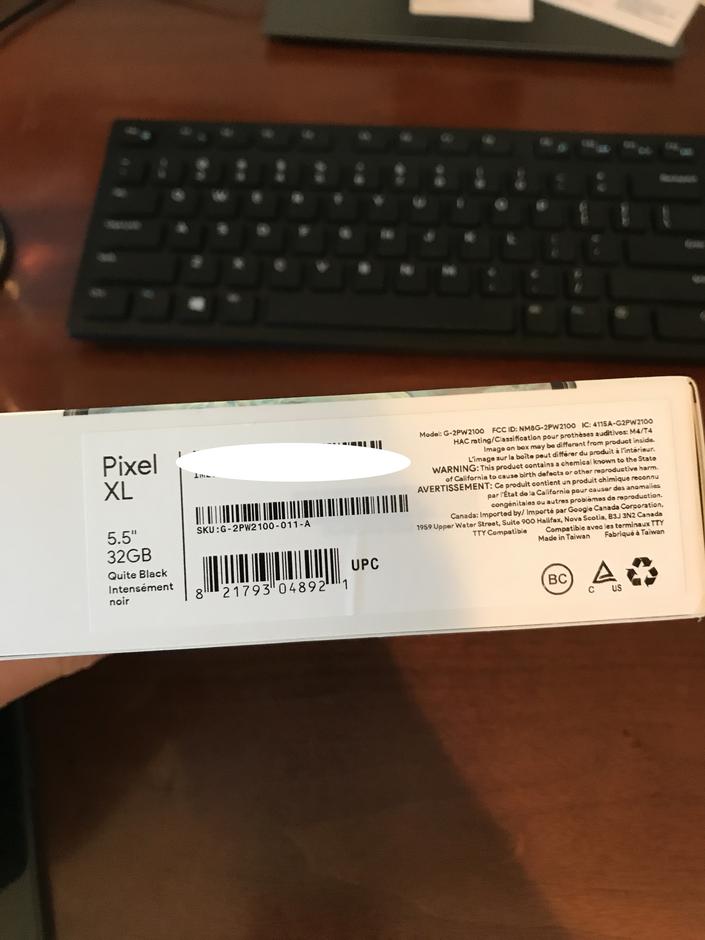 Pixel
XL
5.5"
32GB
Quite Black
Intensément
noir
SKU:G-2PW2100-011-A
UPC
8 21793 04892 1
Model: G-2PW2100 FCC ID: NM8G-2PW2100 IC: 4115A-G2PW2100
HAC rating/Classification pour prothèses auditives: M4/T4
Image on box may be different from product inside.
L'image sur la boîte peut différer du produit à l'intérieur.
WARNING: This product contains a chemical known to the State
of California to cause birth defects or other reproductive harm.
AVERTISSEMENT: Ce produit contient un produit chimique reconnu
par l'État de la California pour causer des anomalies
congénitales ou autres problèmes de reproduction.
Canada: Imported by/ Importé par Google Canada Corporation,
1959 Upper Water Street, Suite 900 Halifax, Nova Scotia, B3J 3N2 Canada
TTY Compatible Compatible avec les terminaux TTY
Made in Taiwan Fabriqué à Taiwan
BC
C US